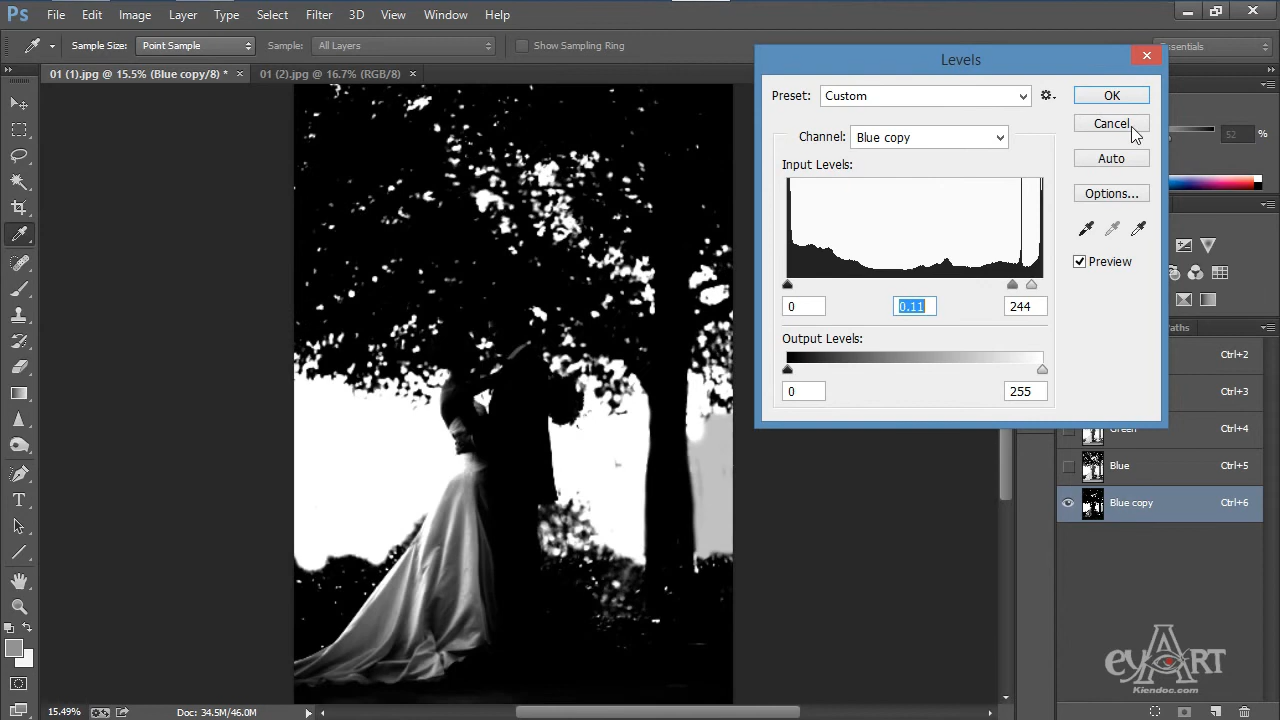 Ps File Edit Image Layer Type Select Filter 3D View Window Help
Sample Size: Point Sample Sample: All Layers Show Sampling Ring
Essentials
01 (1).jpg @ 15.5% (Blue copy/8) * × 01 (2).jpg @ 16.7% (RGB/8) ×
Levels
Preset: Custom
OK
Channel: Blue copy
Cancel
Input Levels:
Auto
Options...
Preview
0 0.11 244
Output Levels:
0 255
52 %
Paths
Ctrl+2
Ctrl+3
Green Ctrl+4
Blue Ctrl+5
Blue copy Ctrl+6
eyART
Kiendoc.com
15.49% Doc: 34.5M/46.0M